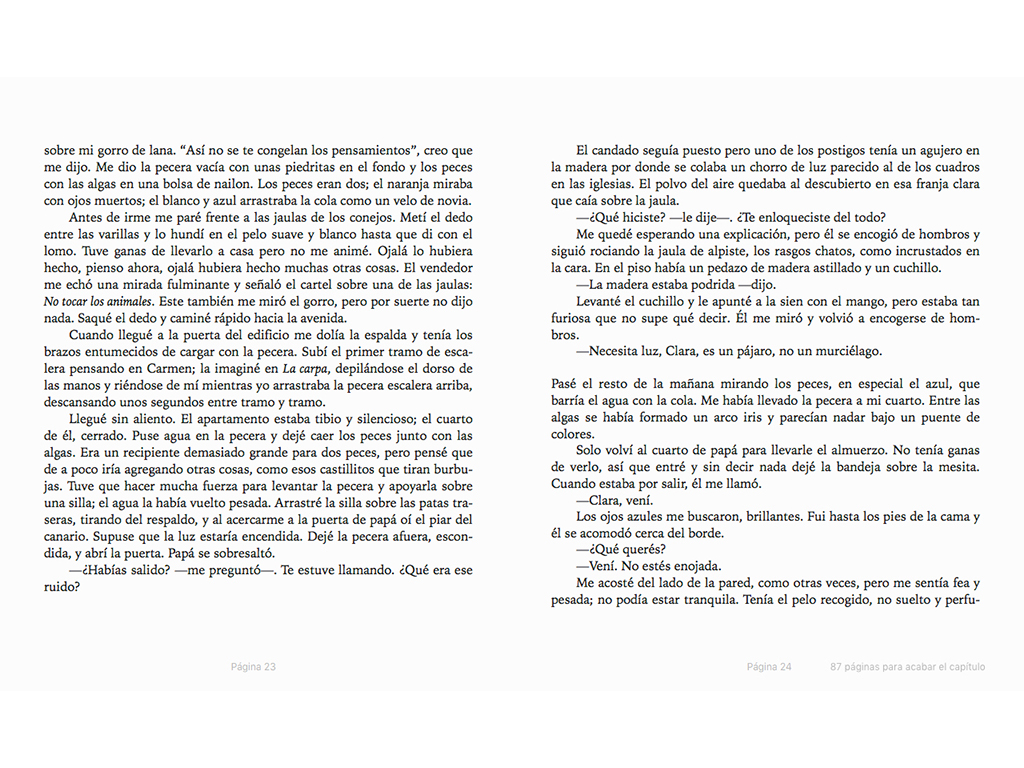 sobre mi gorro de lana. “Así no se te congelan los pensamientos”, creo que
me dijo. Me dio la pecera vacía con unas piedritas en el fondo y los peces
con las algas en una bolsa de nailon. Los peces eran dos; el naranja miraba
con ojos muertos; el blanco y azul arrastraba la cola como un velo de novia.
Antes de irme me paré frente a las jaulas de los conejos. Metí el dedo
entre las varillas y lo hundí en el pelo suave y blanco hasta que di con el
lomo. Tuve ganas de llevarlo a casa pero no me animé. Ojalá lo hubiera
hecho, pienso ahora, ojalá hubiera hecho muchas otras cosas. El vendedor
me echó una mirada fulminante y señaló el cartel sobre una de las jaulas:
No tocar los animales. Este también me miró el gorro, pero por suerte no dijo
nada. Saqué el dedo y caminé rápido hacia la avenida.
Cuando llegué a la puerta del edificio me dolía la espalda y tenía los
brazos entumecidos de cargar con la pecera. Subí el primer tramo de esca-
lera pensando en Carmen; la imaginé en La carpa, depilándose el dorso de
las manos y riéndose de mí mientras yo arrastraba la pecera escalera arriba,
descansando unos segundos entre tramo y tramo.
Llegué sin aliento. El apartamento estaba tibio y silencioso; el cuarto
de él, cerrado. Puse agua en la pecera y dejé caer los peces junto con las
algas. Era un recipiente demasiado grande para dos peces, pero pensé que
de a poco iría agregando otras cosas, como esos castillitos que tiran burbu-
jas. Tuve que hacer mucha fuerza para levantar la pecera y apoyarla sobre
una silla; el agua la había vuelto pesada. Arrastré la silla sobre las patas tra-
seras, tirando del respaldo, y al acercarme a la puerta de papá oí el piar del
canario. Supuse que la luz estaría encendida. Dejé la pecera afuera, escon-
dida, y abrí la puerta. Papá se sobresaltó.
—¿Habías salido? —me preguntó—. Te estuve llamando. ¿Qué era ese
ruido?
Página 23
El candado seguía puesto pero uno de los postigos tenía un agujero en
la madera por donde se colaba un chorro de luz parecido al de los cuadros
en las iglesias. El polvo del aire quedaba al descubierto en esa franja clara
que caía sobre la jaula.
—¿Qué hiciste? —le dije—. ¿Te enloqueciste del todo?
Me quedé esperando una explicación, pero él se encogió de hombros y
siguió rociando la jaula de alpiste, los rasgos chatos, como incrustados en
la cara. En el piso había un pedazo de madera astillado y un cuchillo.
—La madera estaba podrida —dijo.
Levanté el cuchillo y le apunté a la sien con el mango, pero estaba tan
furiosa que no supe qué decir. Él me miró y volvió a encogerse de hom-
bros.
—Necesita luz, Clara, es un pájaro, no un murciélago.
Pasé el resto de la mañana mirando los peces, en especial el azul, que
barría el agua con la cola. Me había llevado la pecera a mi cuarto. Entre las
algas se había formado un arco iris y parecían nadar bajo un puente de
colores.
Solo volví al cuarto de papá para llevarle el almuerzo. No tenía ganas
de verlo, así que entré y sin decir nada dejé la bandeja sobre la mesita.
Cuando estaba por salir, él me llamó.
—Clara, vení.
Los ojos azules me buscaron, brillantes. Fui hasta los pies de la cama y
él se acomodó cerca del borde.
—¿Qué querés?
—Vení. No estés enojada.
Me acosté del lado de la pared, como otras veces, pero me sentía fea y
pesada; no podía estar tranquila. Tenía el pelo recogido, no suelto y perfu-
Página 24
87 páginas para acabar el capítulo